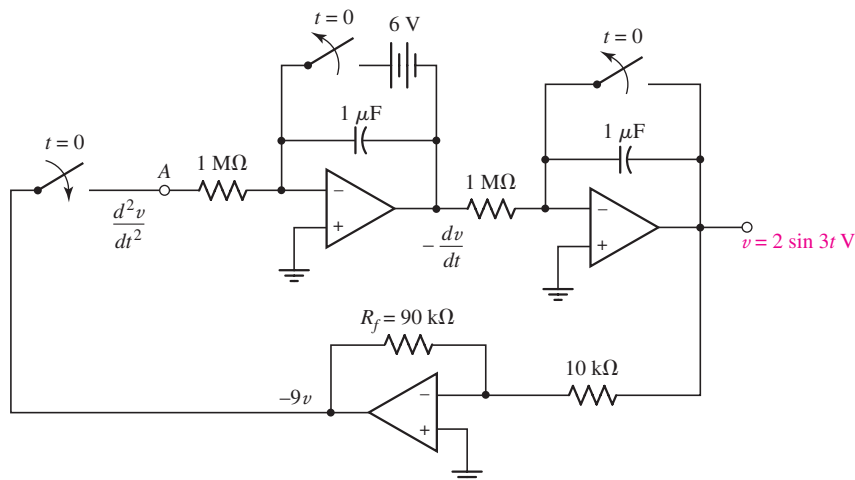 t = 0
6 V
t = 0
1 μF
1 μF
t = 0
A
1 MΩ
1 MΩ
−
+
−
+
d²v
dt²
− dv
dt
v = 2 sin 3t V
R_f = 90 kΩ
10 kΩ
−9v
−
+